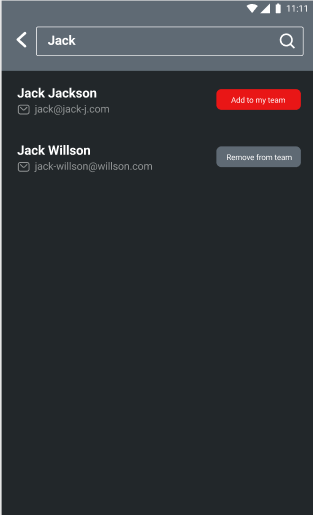 11:11
Jack
Jack Jackson
jack@jack-j.com
Add to my team
Jack Willson
jack-willson@willson.com
Remove from team